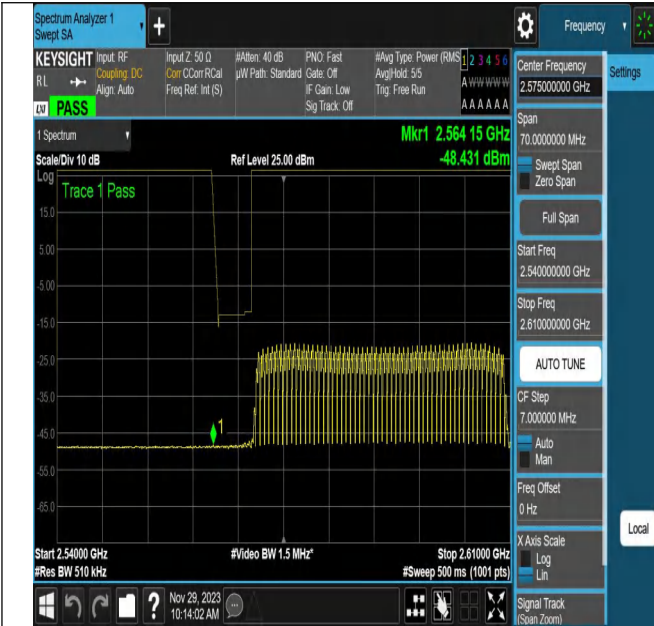 Spectrum Analyzer 1
Swept SA
+
Frequency
KEYSIGHT
RL
LXI
PASS
Input: RF
Coupling: DC
Align: Auto
Input Z: 50 Ω
Corr CCorr RCal
Freq Ref: Int (S)
#Atten: 40 dB
µW Path: Standard
PNO: Fast
Gate: Off
IF Gain: Low
Sig Track: Off
#Avg Type: Power (RMS
Avg|Hold: 5/5
Trig: Free Run
1 2 3 4 5 6
A W W W W W
A A A A A A
1 Spectrum
Scale/Div 10 dB
Ref Level 25.00 dBm
Mkr1 2.564 15 GHz
-48.431 dBm
Log
Trace 1 Pass
15.0
5.00
-5.00
-15.0
-25.0
-35.0
-45.0
-55.0
-65.0
1
Start 2.54000 GHz
#Res BW 510 kHz
#Video BW 1.5 MHz*
Stop 2.61000 GHz
#Sweep 500 ms (1001 pts)
?
Nov 29, 2023
10:14:02 AM
Center Frequency
2.575000000 GHz
Settings
Span
70.0000000 MHz
Swept Span
Zero Span
Full Span
Start Freq
2.540000000 GHz
Stop Freq
2.610000000 GHz
AUTO TUNE
CF Step
7.000000 MHz
Auto
Man
Freq Offset
0 Hz
X Axis Scale
Log
Lin
Local
Signal Track
(Span Zoom)